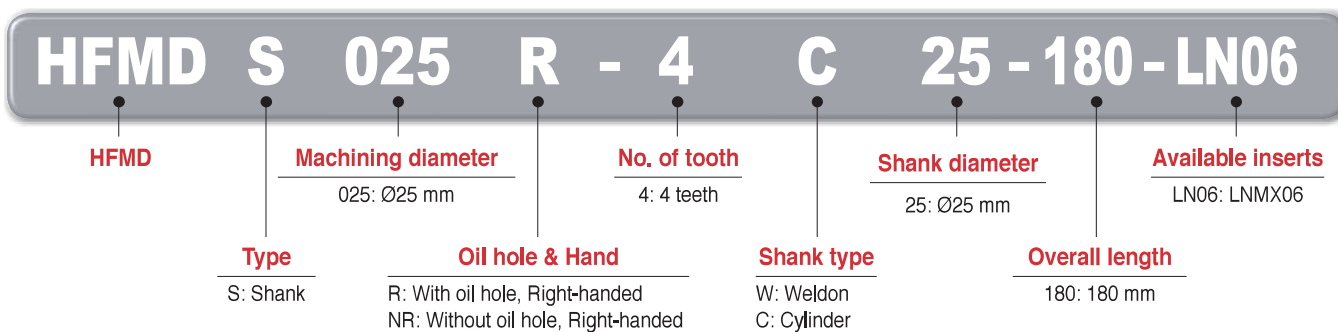 HFMD S 025 R - 4 C 25 - 180 - LN06
HFMD
Machining diameter
025: Ø25 mm
No. of tooth
4: 4 teeth
Shank diameter
25: Ø25 mm
Available inserts
LN06: LNMX06
Type
S: Shank
Oil hole & Hand
R: With oil hole, Right-handed
NR: Without oil hole, Right-handed
Shank type
W: Weldon
C: Cylinder
Overall length
180: 180 mm